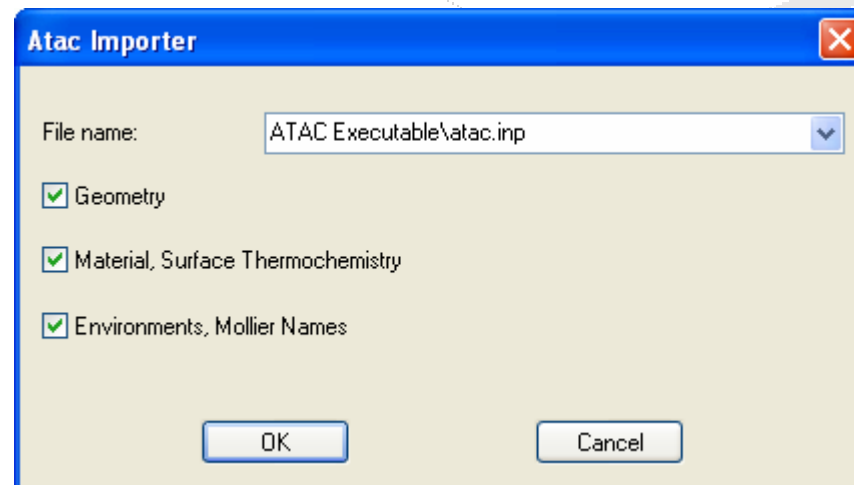 Atac Importer
File name: ATAC Executable\atac.inp
Geometry
Material, Surface Thermochemistry
Environments, Mollier Names
OK Cancel